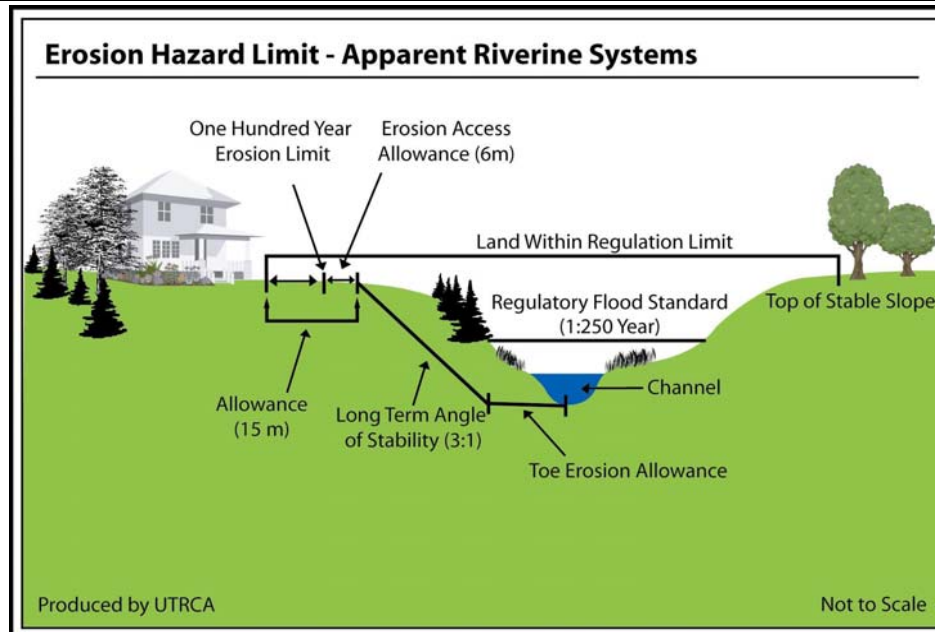 Erosion Hazard Limit - Apparent Riverine Systems
One Hundred Year
Erosion Limit
Erosion Access
Allowance (6m)
Land Within Regulation Limit
Regulatory Flood Standard
(1:250 Year)
Top of Stable Slope
Allowance
(15 m)
Long Term Angle
of Stability (3:1)
Channel
Toe Erosion Allowance
Produced by UTRCA
Not to Scale